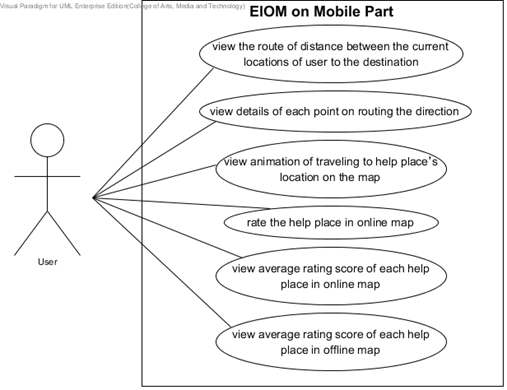 Visual Paradigm for UML Enterprise Edition(College of Arts, Media and Technology)
EIOM on Mobile Part
view the route of distance between the current
locations of user to the destination
view details of each point on routing the direction
view animation of traveling to help place's
location on the map
rate the help place in online map
view average rating score of each help
place in online map
view average rating score of each help
place in offline map
User